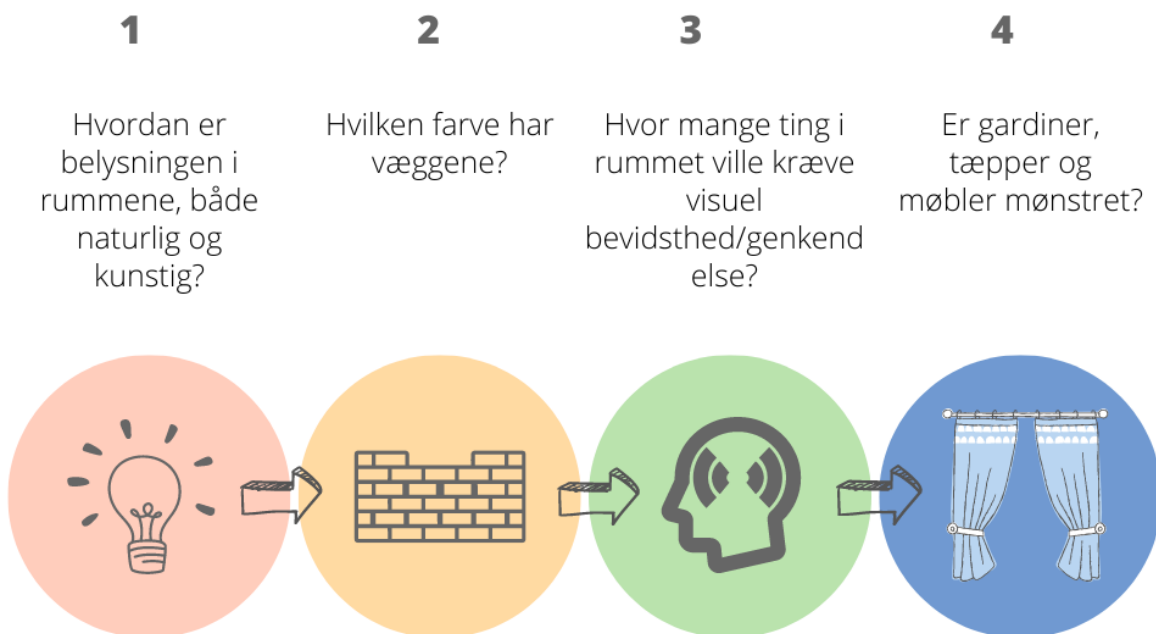 1
Hvordan er
belysningen i
rummene, både
naturlig og
kunstig?
2
Hvilken farve har
væggene?
3
Hvor mange ting i
rummet ville kræve
visuel
bevidsthed/genkend
else?
4
Er gardiner,
tæpper og
møbler mønstret?